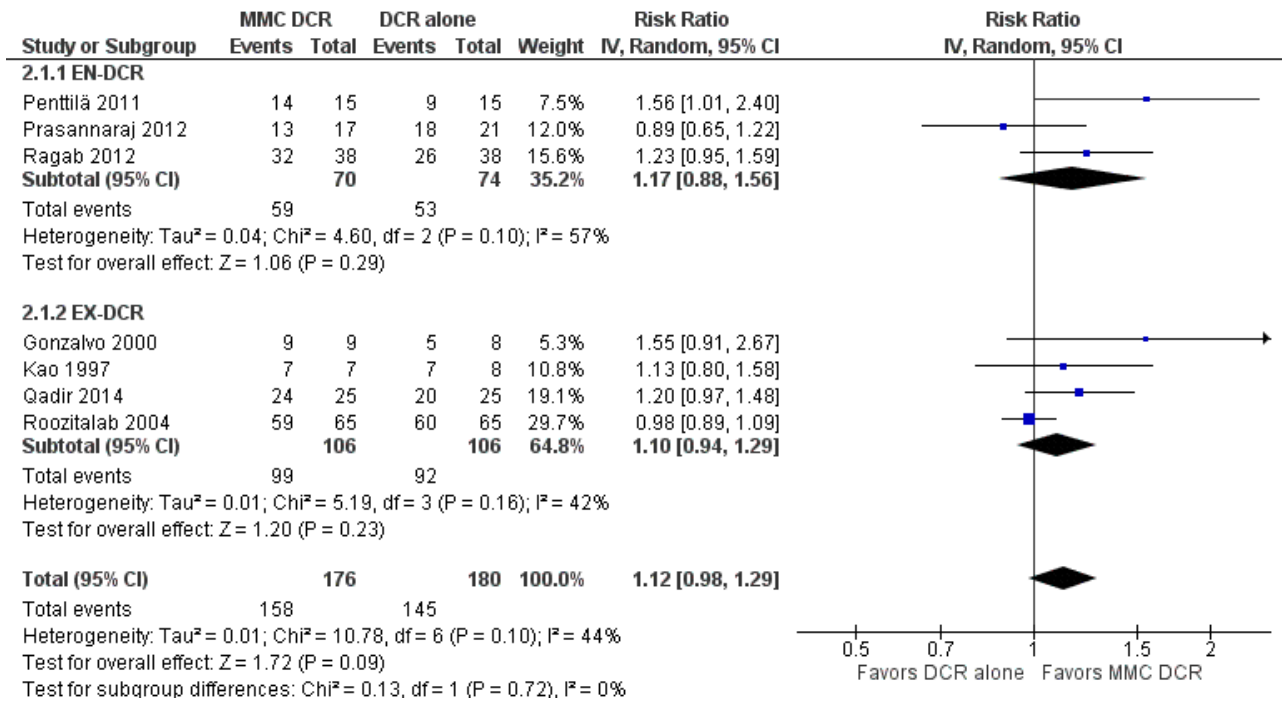 MMC DCR DCR alone Risk Ratio Risk Ratio
Study or Subgroup Events Total Events Total Weight IV, Random, 95% CI IV, Random, 95% CI
2.1.1 EN-DCR
Penttilä 2011 14 15 9 15 7.5% 1.56 [1.01, 2.40]
Prasannaraj 2012 13 17 18 21 12.0% 0.89 [0.65, 1.22]
Ragab 2012 32 38 26 38 15.6% 1.23 [0.95, 1.59]
Subtotal (95% CI) 70 74 35.2% 1.17 [0.88, 1.56]
Total events 59 53
Heterogeneity: Tau² = 0.04; Chi² = 4.60, df = 2 (P = 0.10); I² = 57%
Test for overall effect: Z = 1.06 (P = 0.29)
2.1.2 EX-DCR
Gonzalvo 2000 9 9 5 8 5.3% 1.55 [0.91, 2.67]
Kao 1997 7 7 7 8 10.8% 1.13 [0.80, 1.58]
Qadir 2014 24 25 20 25 19.1% 1.20 [0.97, 1.48]
Roozitalab 2004 59 65 60 65 29.7% 0.98 [0.89, 1.09]
Subtotal (95% CI) 106 106 64.8% 1.10 [0.94, 1.29]
Total events 99 92
Heterogeneity: Tau² = 0.01; Chi² = 5.19, df = 3 (P = 0.16); I² = 42%
Test for overall effect: Z = 1.20 (P = 0.23)
Total (95% CI) 176 180 100.0% 1.12 [0.98, 1.29]
Total events 158 145
Heterogeneity: Tau² = 0.01; Chi² = 10.78, df = 6 (P = 0.10); I² = 44%
Test for overall effect: Z = 1.72 (P = 0.09)
Test for subgroup differences: Chi² = 0.13, df = 1 (P = 0.72), I² = 0%
0.5 0.7 1 1.5 2
Favors DCR alone Favors MMC DCR